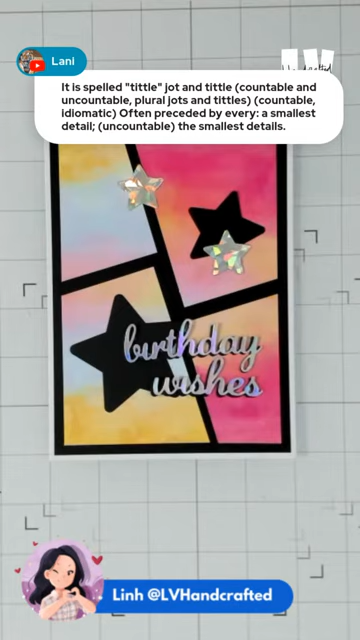 Lani
It is spelled "tittle" jot and tittle (countable and
uncountable, plural jots and tittles) (countable,
idiomatic) Often preceded by every: a smallest
detail; (uncountable) the smallest details.
birthday
wishes
Linh @LVHandcrafted